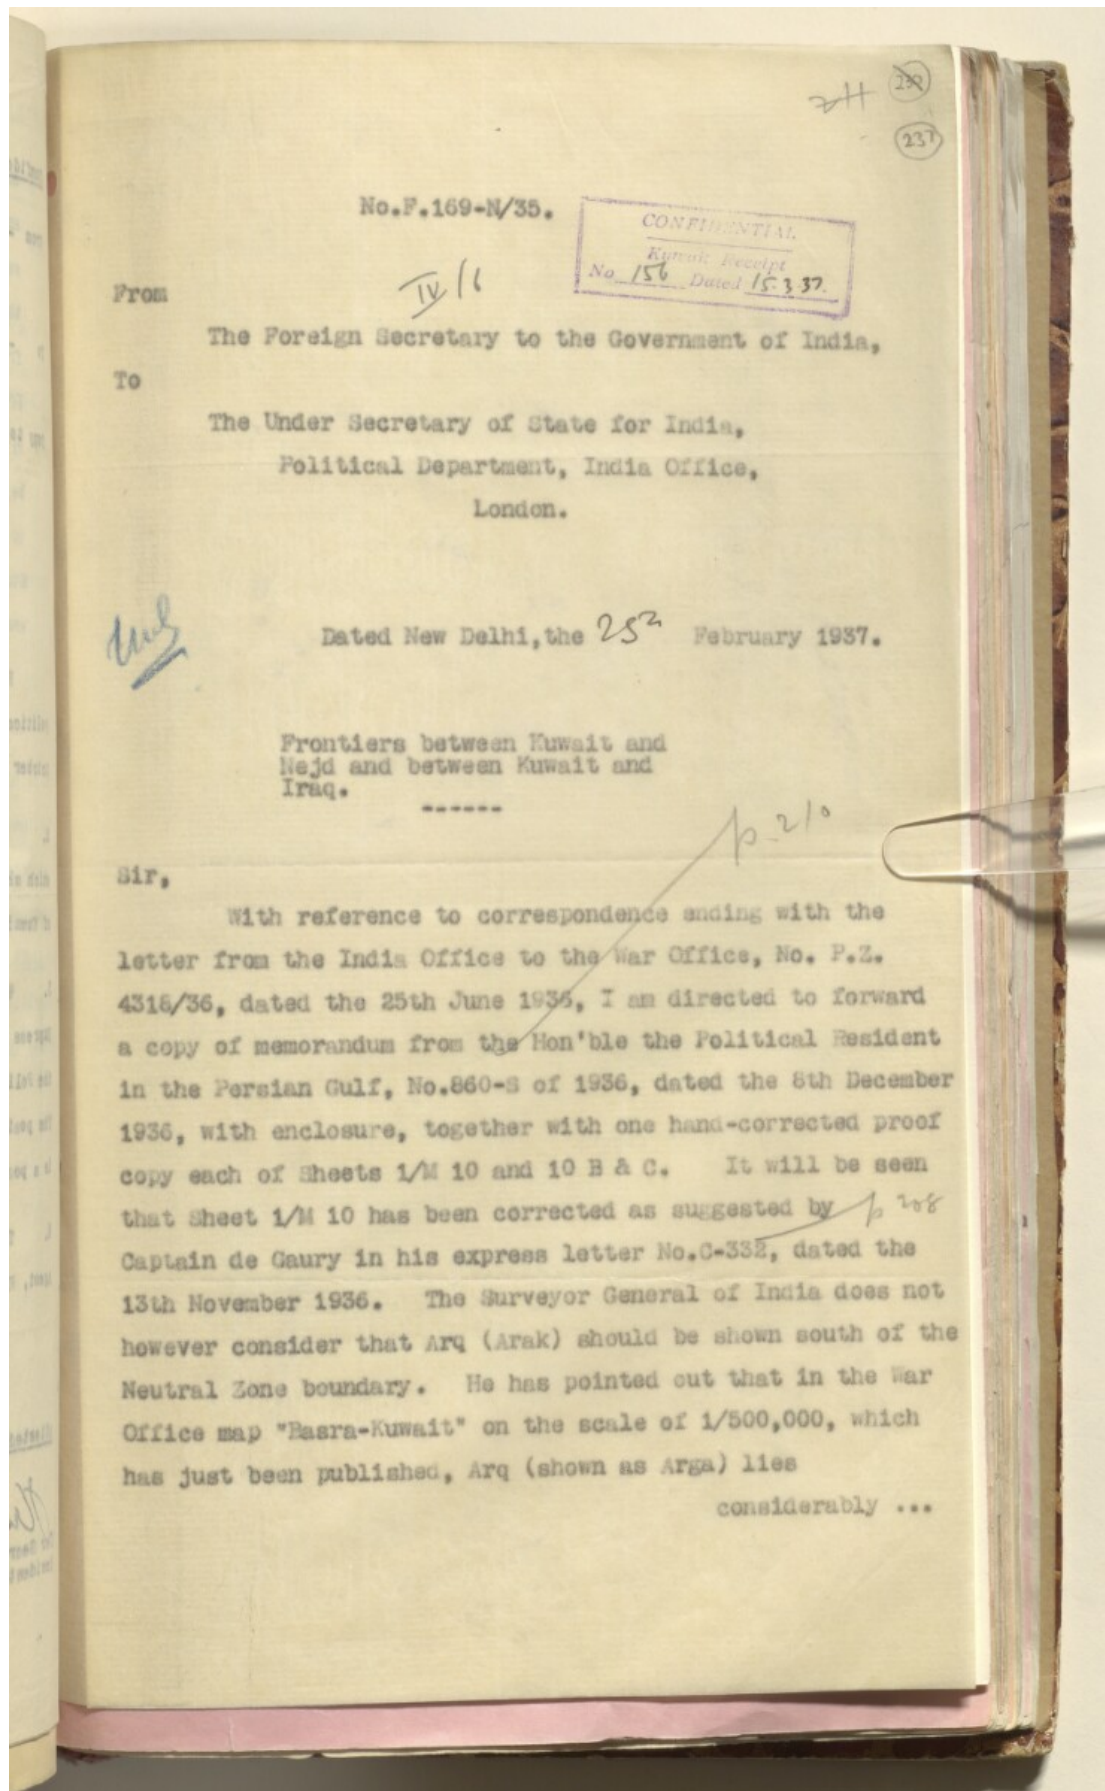 232
237
No.F.169-N/35.
CONFIDENTIAL
Kuwait Receipt
No 156 Dated 15.3.37.
IV/6
From
The Foreign Secretary to the Government of India,
To
The Under Secretary of State for India,
Political Department, India Office,
London.
Dated New Delhi, the 25th February 1937.
Frontiers between Kuwait and
Nejd and between Kuwait and
Iraq.
------
p. 210
Sir,
With reference to correspondence ending with the
letter from the India Office to the War Office, No. P.Z.
4318/36, dated the 25th June 1936, I am directed to forward
a copy of memorandum from the Hon'ble the Political Resident
in the Persian Gulf, No.860-S of 1936, dated the 8th December
1936, with enclosure, together with one hand-corrected proof
copy each of Sheets 1/M 10 and 10 B & C. It will be seen
that Sheet 1/M 10 has been corrected as suggested by p 208
Captain de Gaury in his express letter No.C-332, dated the
13th November 1936. The Surveyor General of India does not
however consider that Arq (Arak) should be shown south of the
Neutral Zone boundary. He has pointed out that in the War
Office map "Basra-Kuwait" on the scale of 1/500,000, which
has just been published, Arq (shown as Arga) lies
considerably ...